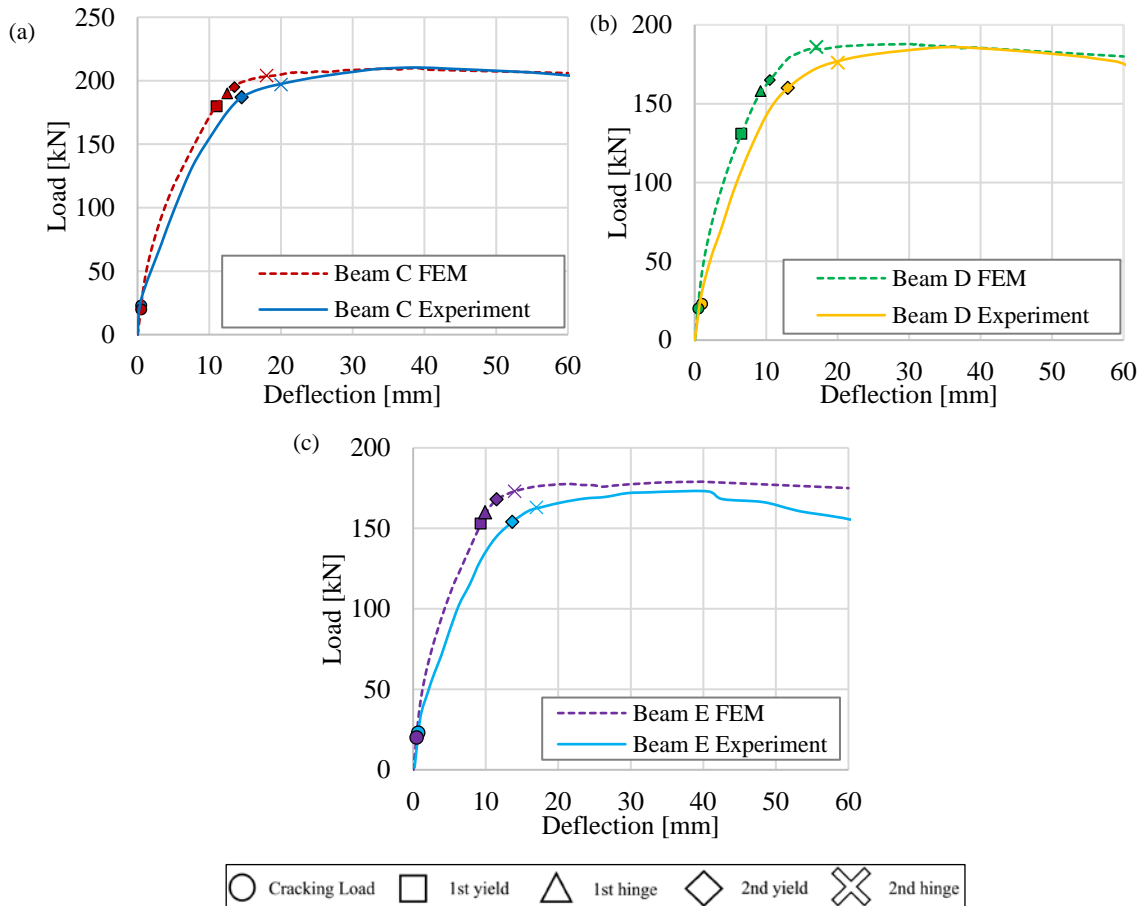 (a)
250
200
150
100
50
0
Load [kN]
Beam C FEM
Beam C Experiment
0 10 20 30 40 50 60
Deflection [mm]
(b)
200
150
100
50
0
Load [kN]
Beam D FEM
Beam D Experiment
0 10 20 30 40 50 60
Deflection [mm]
(c)
200
150
100
50
0
Load [kN]
Beam E FEM
Beam E Experiment
0 10 20 30 40 50 60
Deflection [mm]
Cracking Load 1st yield 1st hinge 2nd yield 2nd hinge